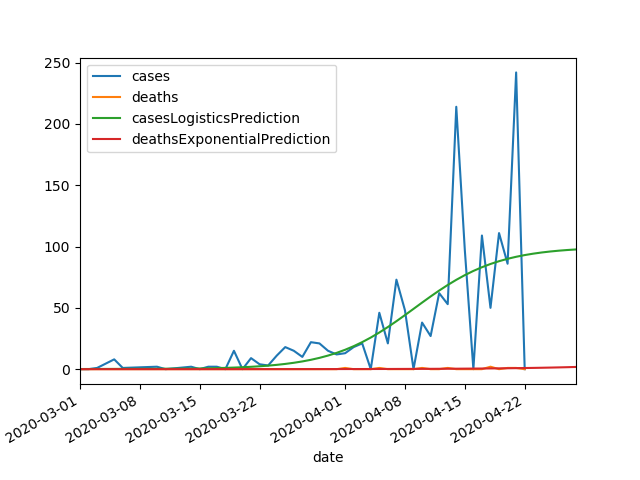 250
200
150
100
50
0
cases
deaths
casesLogisticsPrediction
deathsExponentialPrediction
2020-03-01
2020-03-08
2020-03-15
2020-03-22
2020-04-01
2020-04-08
2020-04-15
2020-04-22
date